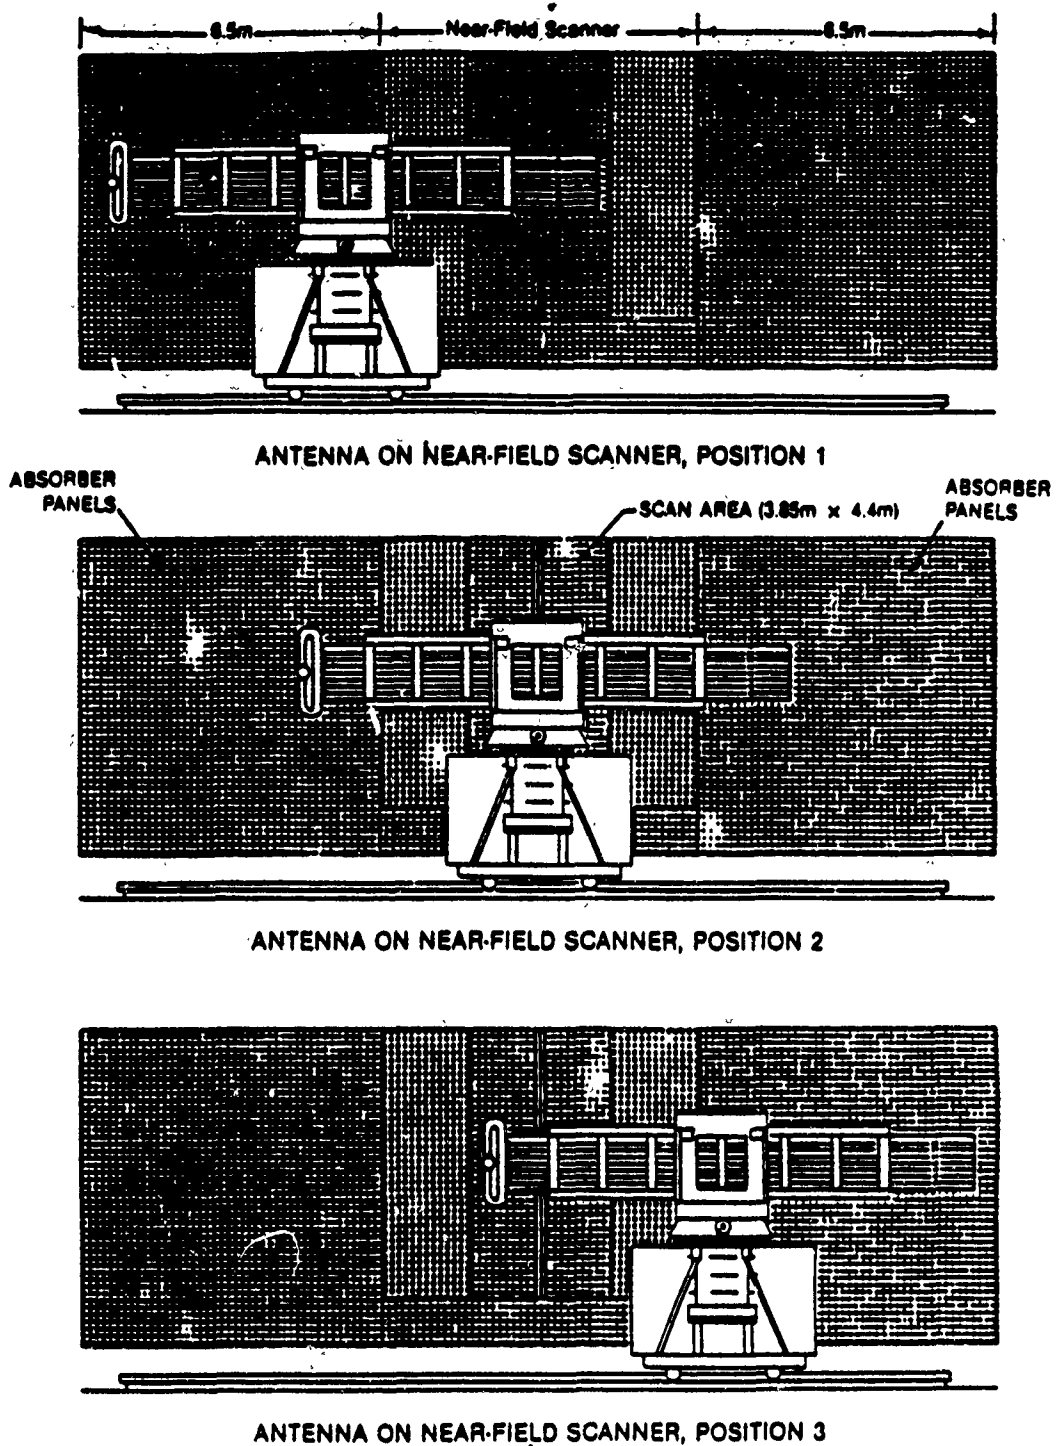 6.5m Near-Field Scanner 6.5m
ANTENNA ON NEAR-FIELD SCANNER, POSITION 1
ABSORBER
PANELS
SCAN AREA (3.85m x 4.4m)
ABSORBER
PANELS
ANTENNA ON NEAR-FIELD SCANNER, POSITION 2
ANTENNA ON NEAR-FIELD SCANNER, POSITION 3